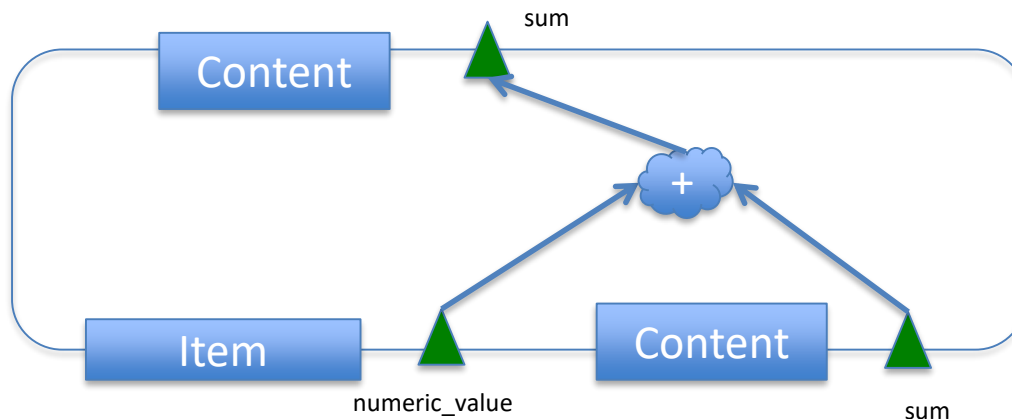 sum
Content
+
Item
Content
numeric_value
sum